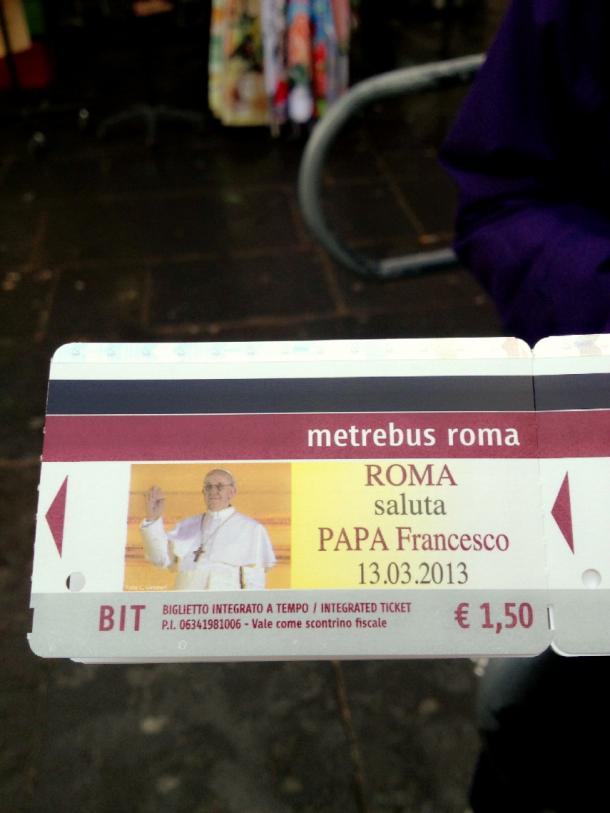 metrebus roma
ROMA
saluta
PAPA Francesco
13.03.2013
BIT
BIGLIETTO INTEGRATO A TEMPO / INTEGRATED TICKET
P.I. 06341981006 - Vale come scontrino fiscale
€ 1,50